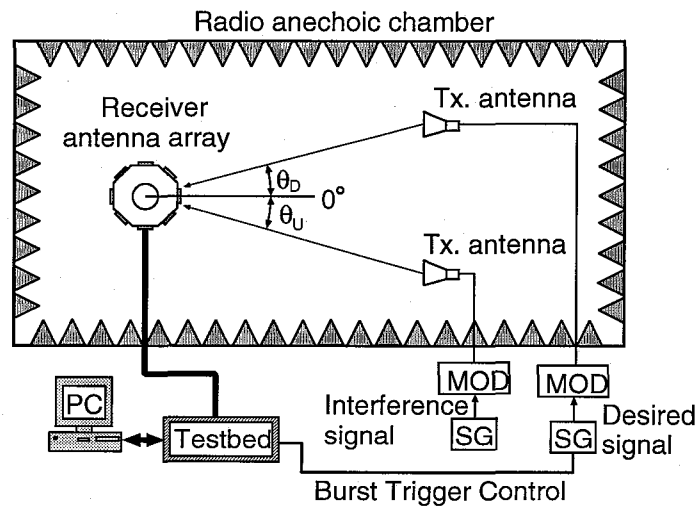 Radio anechoic chamber
Tx. antenna
Receiver
antenna array
θD
0°
θU
Tx. antenna
MOD
MOD
PC
Interference
signal
SG
SG
Desired
signal
Testbed
Burst Trigger Control